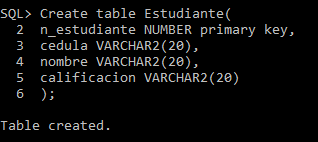 SQL> Create table Estudiante(
2 n_estudiante NUMBER primary key,
3 cedula VARCHAR2(20),
4 nombre VARCHAR2(20),
5 calificacion VARCHAR2(20)
6 );
Table created.